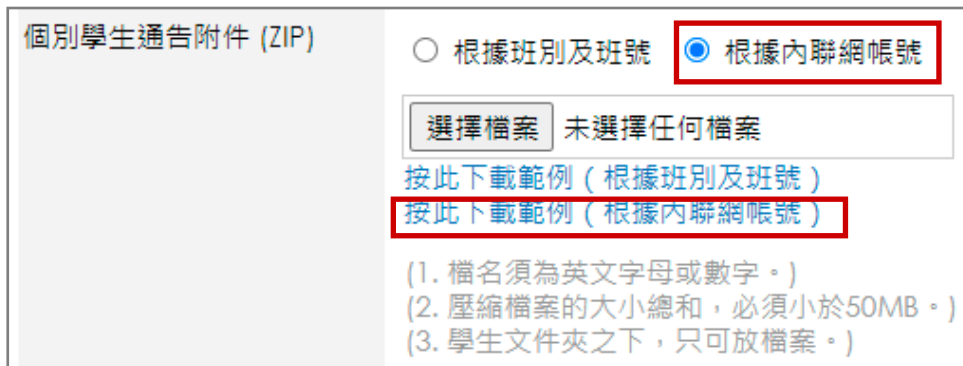 個別學生通告附件 (ZIP)
根據班別及班號 根據內聯網帳號
選擇檔案 未選擇任何檔案
按此下載範例 ( 根據班別及班號 )
按此下載範例 ( 根據內聯網帳號 )
(1. 檔名須為英文字母或數字。)
(2. 壓縮檔案的大小總和，必須小於50MB。)
(3. 學生文件夾之下，只可放檔案。)